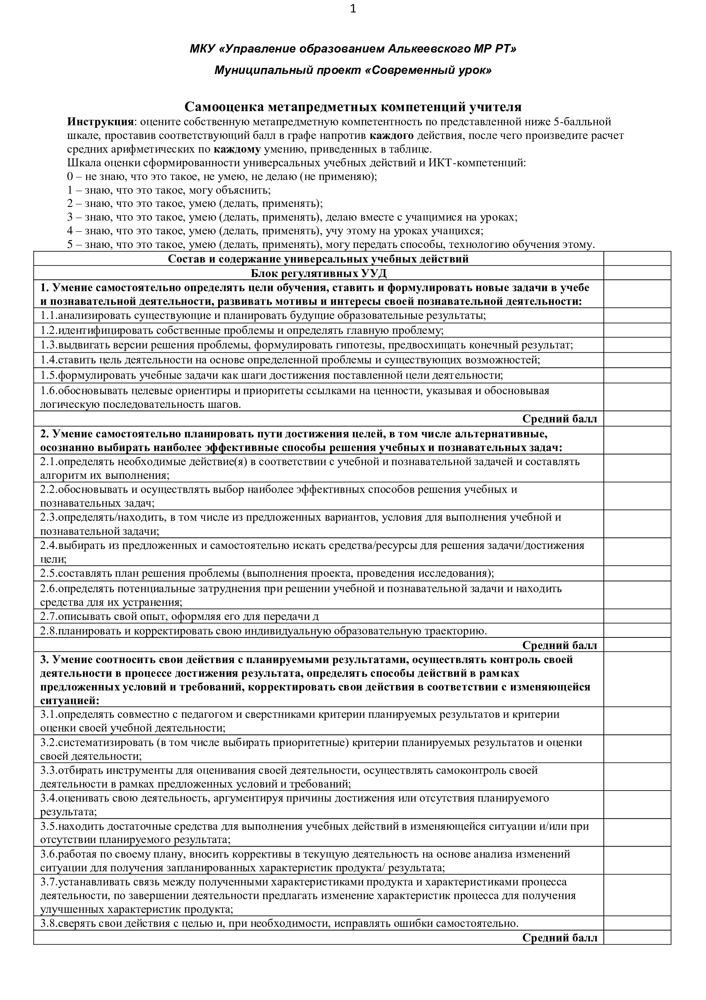 1
МКУ «Управление образованием Алькеевского МР РТ»
Муниципальный проект «Современный урок»
Самооценка метапредметных компетенций учителя
Инструкция: оцените собственную метапредметную компетентность по представленной ниже 5-балльной
шкале, проставив соответствующий балл в графе напротив каждого действия, после чего произведите расчет
средних арифметических по каждому умению, приведенных в таблице.
Шкала оценки сформированности универсальных учебных действий и ИКТ-компетенций:
0 – не знаю, что это такое, не умею, не делаю (не применяю);
1 – знаю, что это такое, могу объяснить;
2 – знаю, что это такое, умею (делать, применять);
3 – знаю, что это такое, умею (делать, применять), делаю вместе с учащимися на уроках;
4 – знаю, что это такое, умею (делать, применять), учу этому на уроках учащихся;
5 – знаю, что это такое, умею (делать, применять), могу передать способы, технологию обучения этому.
Состав и содержание универсальных учебных действий
Блок регулятивных УУД
1. Умение самостоятельно определять цели обучения, ставить и формулировать новые задачи в учебе
и познавательной деятельности, развивать мотивы и интересы своей познавательной деятельности:
1.1.анализировать существующие и планировать будущие образовательные результаты;
1.2.идентифицировать собственные проблемы и определять главную проблему;
1.3.выдвигать версии решения проблемы, формулировать гипотезы, предвосхищать конечный результат;
1.4.ставить цель деятельности на основе определенной проблемы и существующих возможностей;
1.5.формулировать учебные задачи как шаги достижения поставленной цели деятельности;
1.6.обосновывать целевые ориентиры и приоритеты ссылками на ценности, указывая и обосновывая
логическую последовательность шагов.
Средний балл
2. Умение самостоятельно планировать пути достижения целей, в том числе альтернативные,
осознанно выбирать наиболее эффективные способы решения учебных и познавательных задач:
2.1.определять необходимые действие(я) в соответствии с учебной и познавательной задачей и составлять
алгоритм их выполнения;
2.2.обосновывать и осуществлять выбор наиболее эффективных способов решения учебных и
познавательных задач;
2.3.определять/находить, в том числе из предложенных вариантов, условия для выполнения учебной и
познавательной задачи;
2.4.выбирать из предложенных и самостоятельно искать средства/ресурсы для решения задачи/достижения
цели;
2.5.составлять план решения проблемы (выполнения проекта, проведения исследования);
2.6.определять потенциальные затруднения при решении учебной и познавательной задачи и находить
средства для их устранения;
2.7.описывать свой опыт, оформляя его для передачи д
2.8.планировать и корректировать свою индивидуальную образовательную траекторию.
Средний балл
3. Умение соотносить свои действия с планируемыми результатами, осуществлять контроль своей
деятельности в процессе достижения результата, определять способы действий в рамках
предложенных условий и требований, корректировать свои действия в соответствии с изменяющейся
ситуацией:
3.1.определять совместно с педагогом и сверстниками критерии планируемых результатов и критерии
оценки своей учебной деятельности;
3.2.систематизировать (в том числе выбирать приоритетные) критерии планируемых результатов и оценки
своей деятельности;
3.3.отбирать инструменты для оценивания своей деятельности, осуществлять самоконтроль своей
деятельности в рамках предложенных условий и требований;
3.4.оценивать свою деятельность, аргументируя причины достижения или отсутствия планируемого
результата;
3.5.находить достаточные средства для выполнения учебных действий в изменяющейся ситуации и/или при
отсутствии планируемого результата;
3.6.работая по своему плану, вносить коррективы в текущую деятельность на основе анализа изменений
ситуации для получения запланированных характеристик продукта/ результата;
3.7.устанавливать связь между полученными характеристиками продукта и характеристиками процесса
деятельности, по завершении деятельности предлагать изменение характеристик процесса для получения
улучшенных характеристик продукта;
3.8.сверять свои действия с целью и, при необходимости, исправлять ошибки самостоятельно.
Средний балл